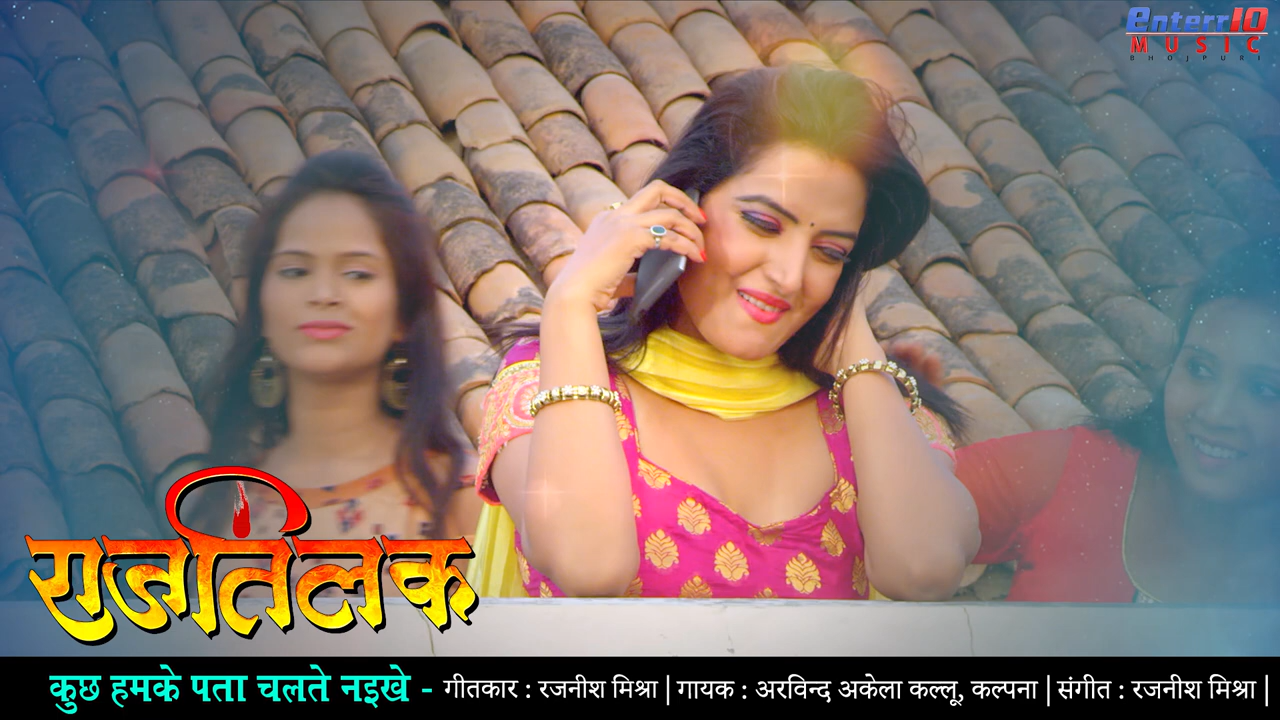 enterr10
MUSIC
BHOJPURI
राजतिलक
कुछ हमके पता चलते नइखे - गीतकार : रजनीश मिश्रा | गायक : अरविन्द अकेला कल्लू, कल्पना | संगीत : रजनीश मिश्रा |